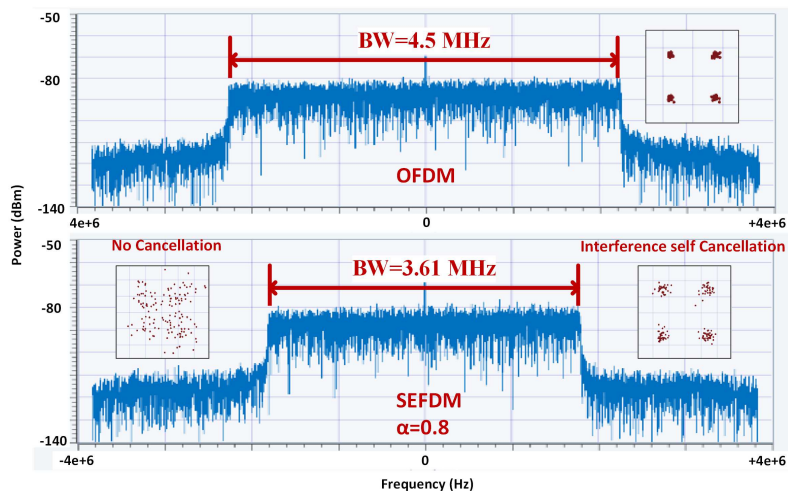 -50
BW=4.5 MHz
-80
OFDM
-140
4e+6
0
+4e+6
Power (dBm)
-50
No Cancellation
Interference self Cancellation
BW=3.61 MHz
-80
SEFDM
α=0.8
-140
-4e+6
0
+4e+6
Frequency (Hz)